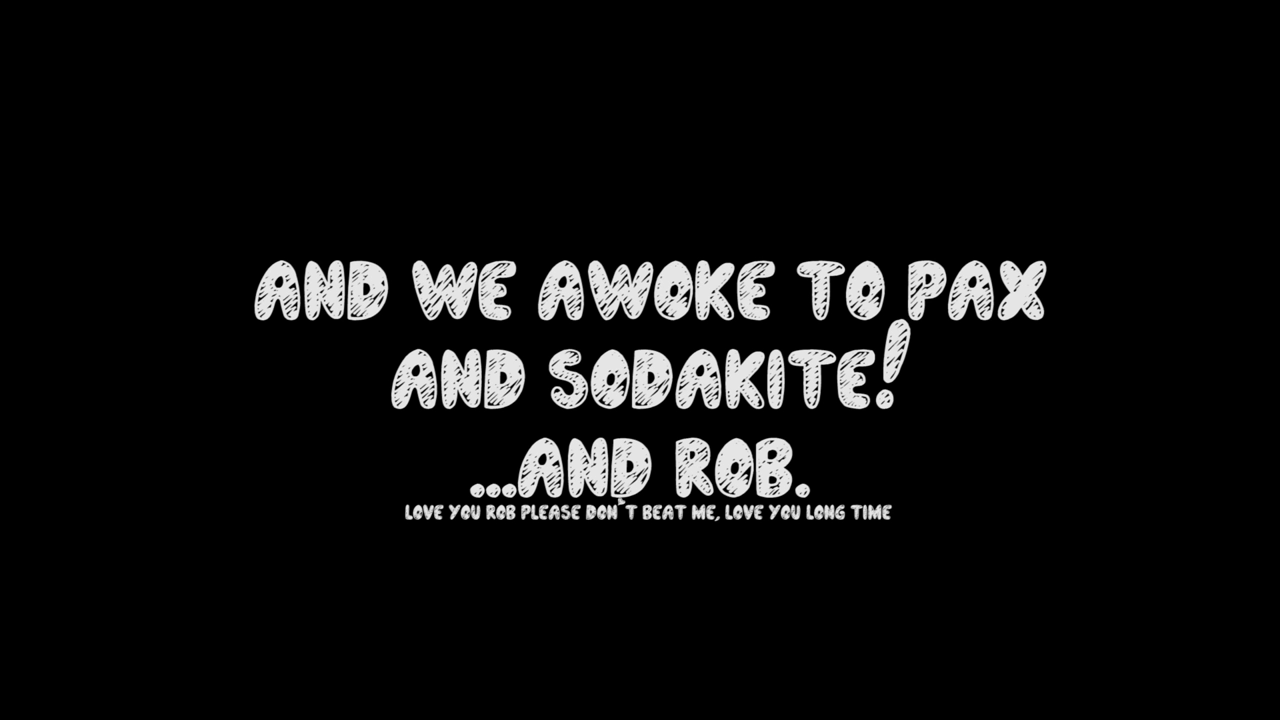 AND WE AWOKE TO PAX
AND SODAKITE!
...AND ROB.
LOVE YOU ROB PLEASE DON´T BEAT ME, LOVE YOU LONG TIME